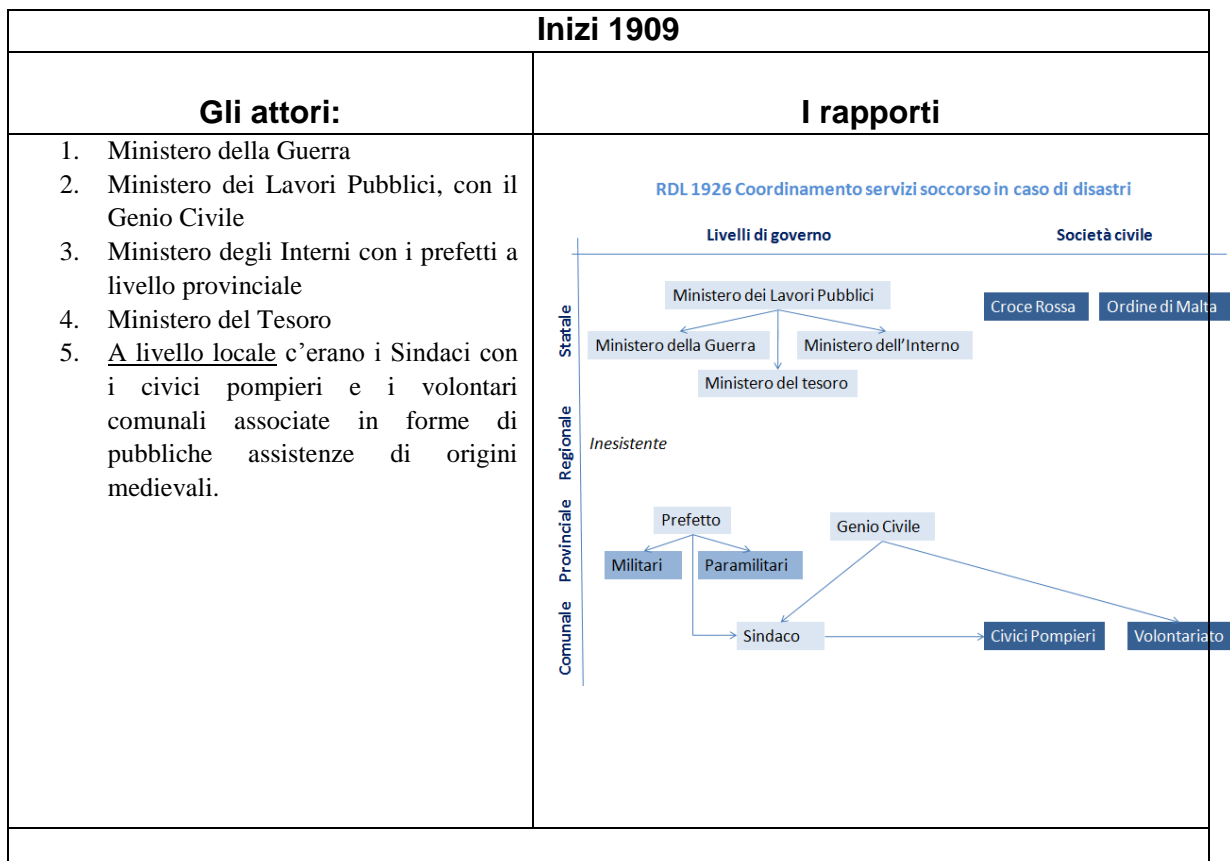 Inizi 1909
Gli attori:
I rapporti
1. Ministero della Guerra
2. Ministero dei Lavori Pubblici, con il
Genio Civile
3. Ministero degli Interni con i prefetti a
livello provinciale
4. Ministero del Tesoro
5. A livello locale c’erano i Sindaci con
i civici pompieri e i volontari
comunali associate in forme di
pubbliche assistenze di origini
medievali.
RDL 1926 Coordinamento servizi soccorso in caso di disastri
Livelli di governo
Società civile
Statale
Ministero dei Lavori Pubblici
Croce Rossa
Ordine di Malta
Ministero della Guerra
Ministero dell’Interno
Ministero del tesoro
Regionale
Inesistente
Provinciale
Prefetto
Genio Civile
Militari
Paramilitari
Comunale
Sindaco
Civici Pompieri
Volontariato